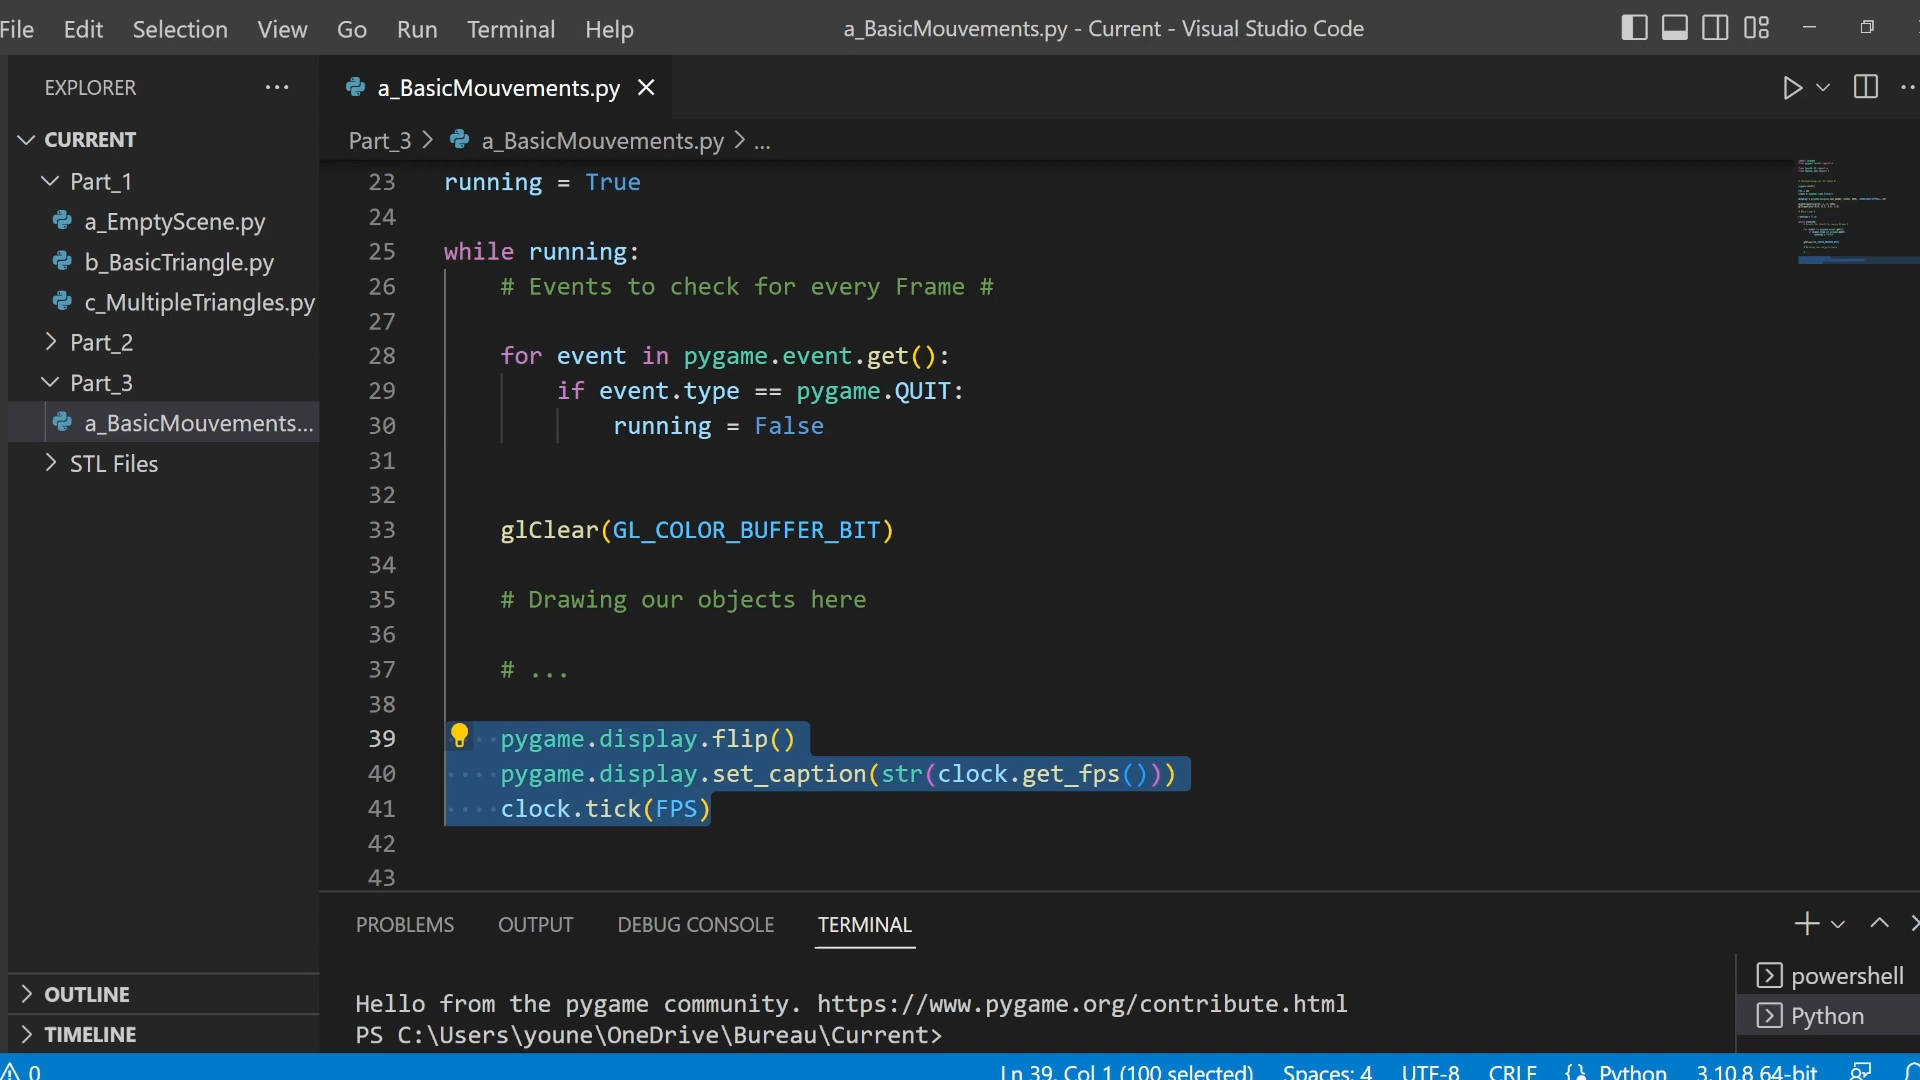 File Edit Selection View Go Run Terminal Help
a_BasicMouvements.py - Current - Visual Studio Code
EXPLORER
CURRENT
Part_1
a_EmptyScene.py
b_BasicTriangle.py
c_MultipleTriangles.py
Part_2
Part_3
a_BasicMouvements...
STL Files
OUTLINE
TIMELINE
a_BasicMouvements.py
Part_3 > a_BasicMouvements.py > ...
23 running = True
24
25 while running:
26 # Events to check for every Frame #
27
28 for event in pygame.event.get():
29 if event.type == pygame.QUIT:
30 running = False
31
32
33 glClear(GL_COLOR_BUFFER_BIT)
34
35 # Drawing our objects here
36
37 # ...
38
39 pygame.display.flip()
40 pygame.display.set_caption(str(clock.get_fps()))
41 clock.tick(FPS)
42
43
PROBLEMS OUTPUT DEBUG CONSOLE TERMINAL
Hello from the pygame community. https://www.pygame.org/contribute.html
PS C:\Users\youne\OneDrive\Bureau\Current>
powershell
Python
0 Ln 39, Col 1 (100 selected) Spaces: 4 UTF-8 CRLF {} Python 3.10.8 64-bit